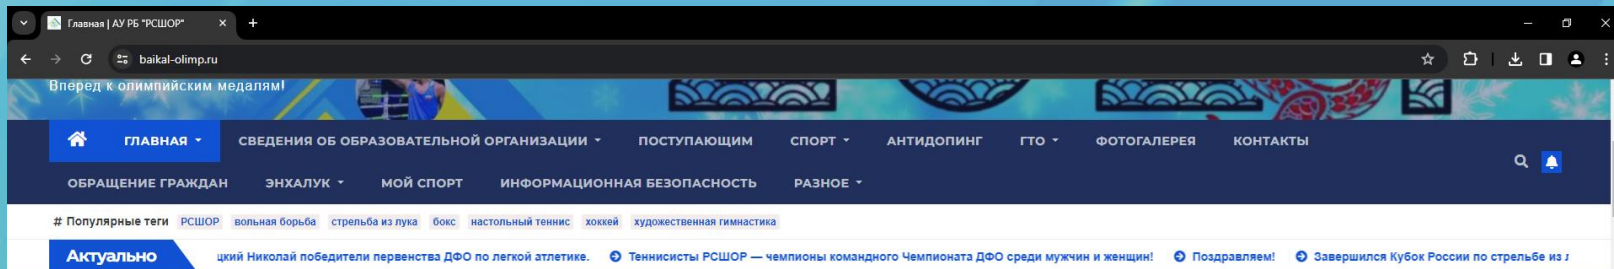 Главная | АУ РБ "РСШОР"
baikal-olimp.ru
Вперед к олимпийским медалям!
ГЛАВНАЯ СВЕДЕНИЯ ОБ ОБРАЗОВАТЕЛЬНОЙ ОРГАНИЗАЦИИ ПОСТУПАЮЩИМ СПОРТ АНТИДОПИНГ ГТО ФОТОГАЛЕРЕЯ КОНТАКТЫ
ОБРАЩЕНИЕ ГРАЖДАН ЭНХАЛУК МОЙ СПОРТ ИНФОРМАЦИОННАЯ БЕЗОПАСНОСТЬ РАЗНОЕ
# Популярные теги РСШОР вольная борьба стрельба из лука бокс настольный теннис хоккей художественная гимнастика
Актуально цкий Николай победители первенства ДФО по легкой атлетике. Теннисисты РСШОР — чемпионы командного Чемпионата ДФО среди мужчин и женщин! Поздравляем! Завершился Кубок России по стрельбе из